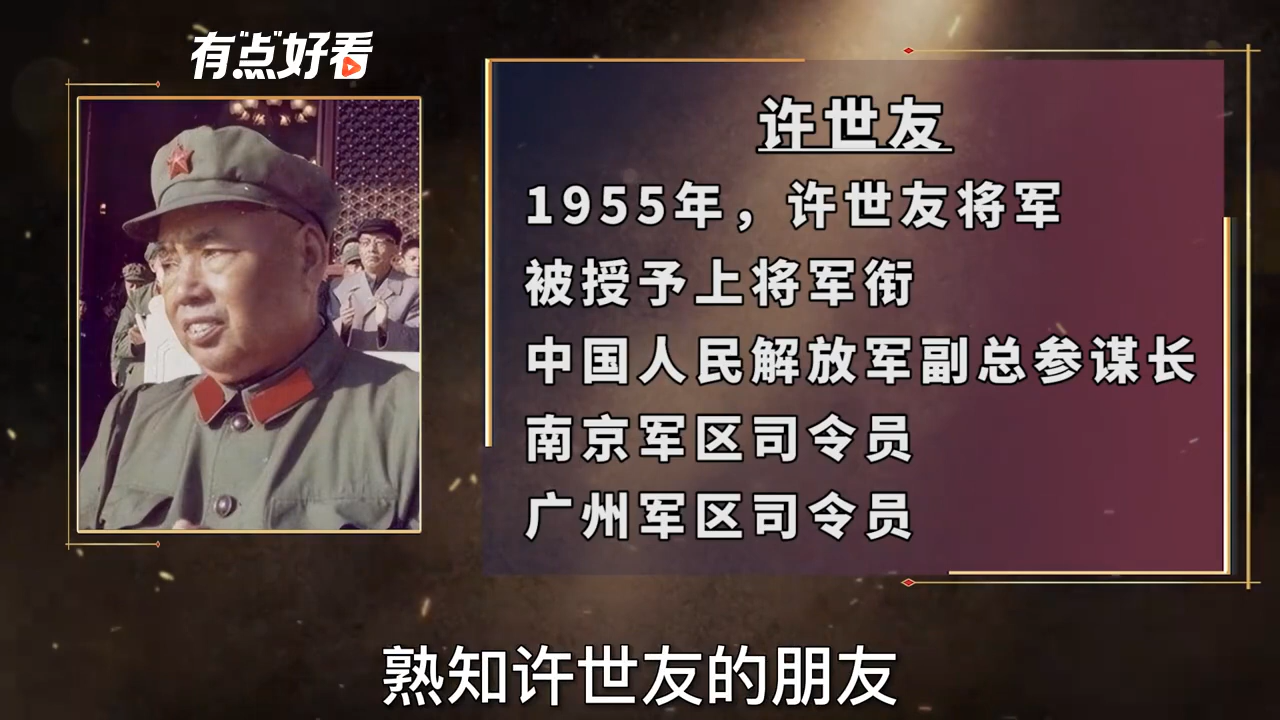 有"点"好看
许世友
1955年，许世友将军
被授予上将军衔
中国人民解放军副总参谋长
南京军区司令员
广州军区司令员
熟知许世友的朋友